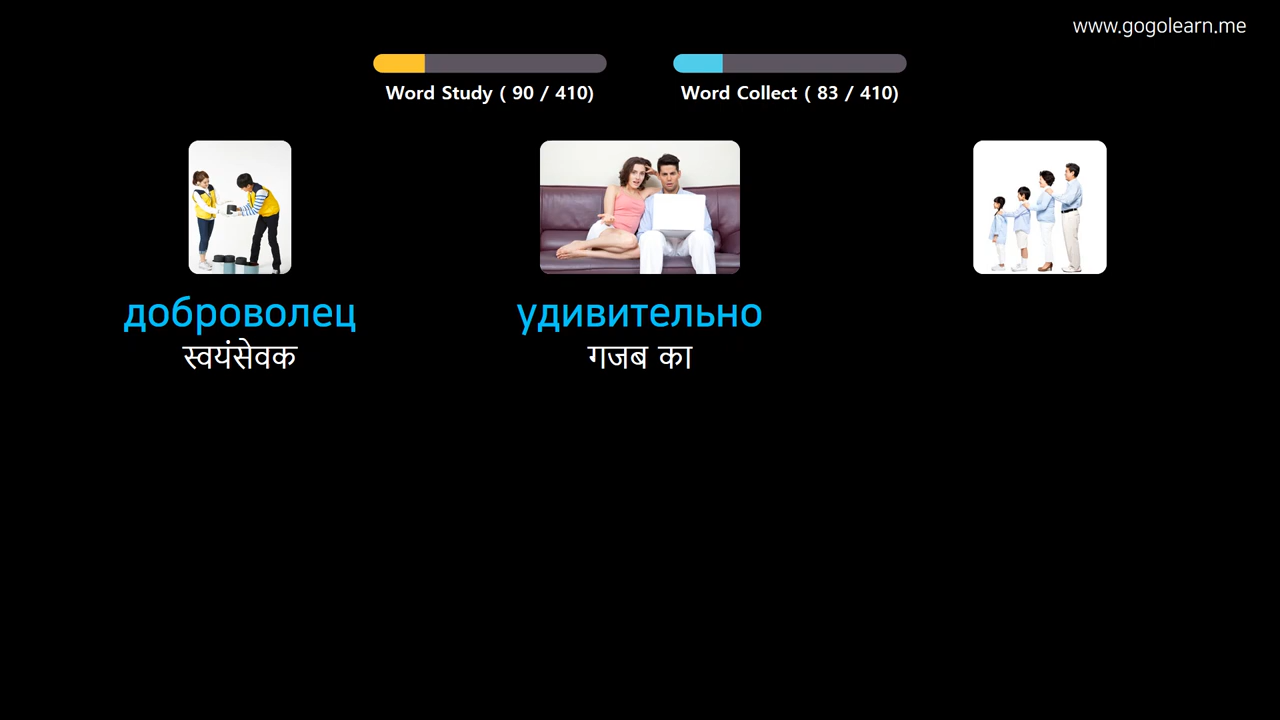 www.gogolearn.me
Word Study ( 90 / 410)
Word Collect ( 83 / 410)
доброволец
удивительно
स्वयंसेवक
गजब का